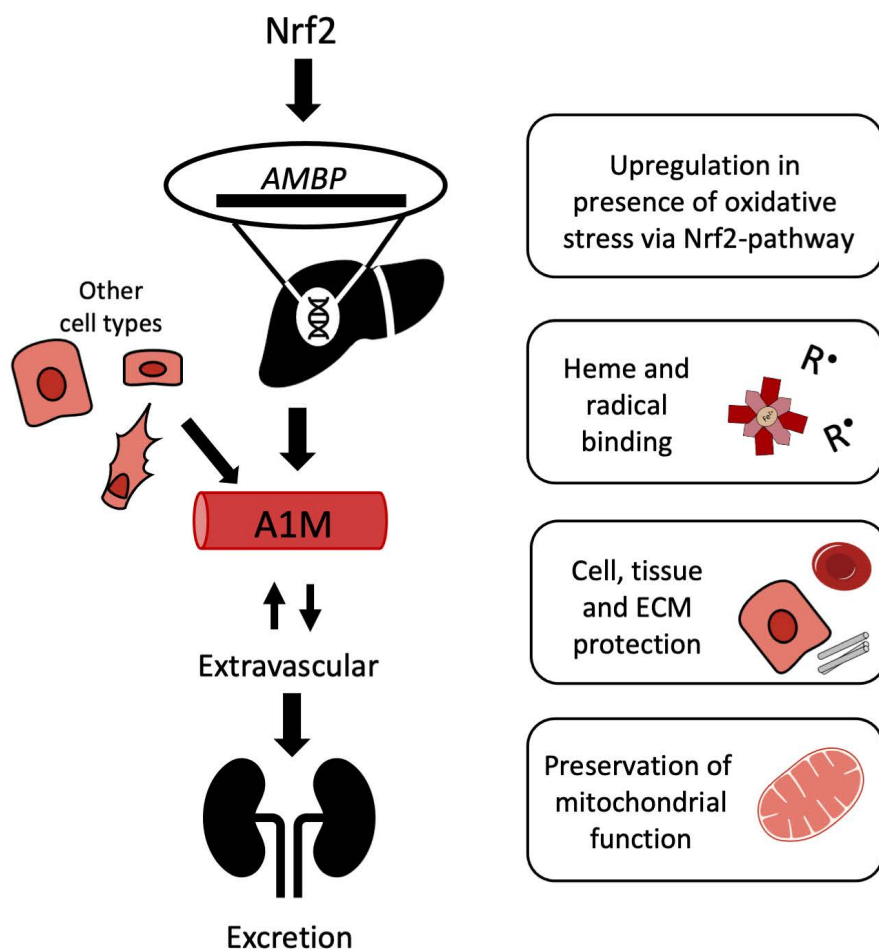 Nrf2
AMBP
Other
cell types
A1M
Extravascular
Excretion
Upregulation in
presence of oxidative
stress via Nrf2-pathway
Heme and
radical
binding
Fe²⁺
R•
R•
Cell, tissue
and ECM
protection
Preservation of
mitochondrial
function